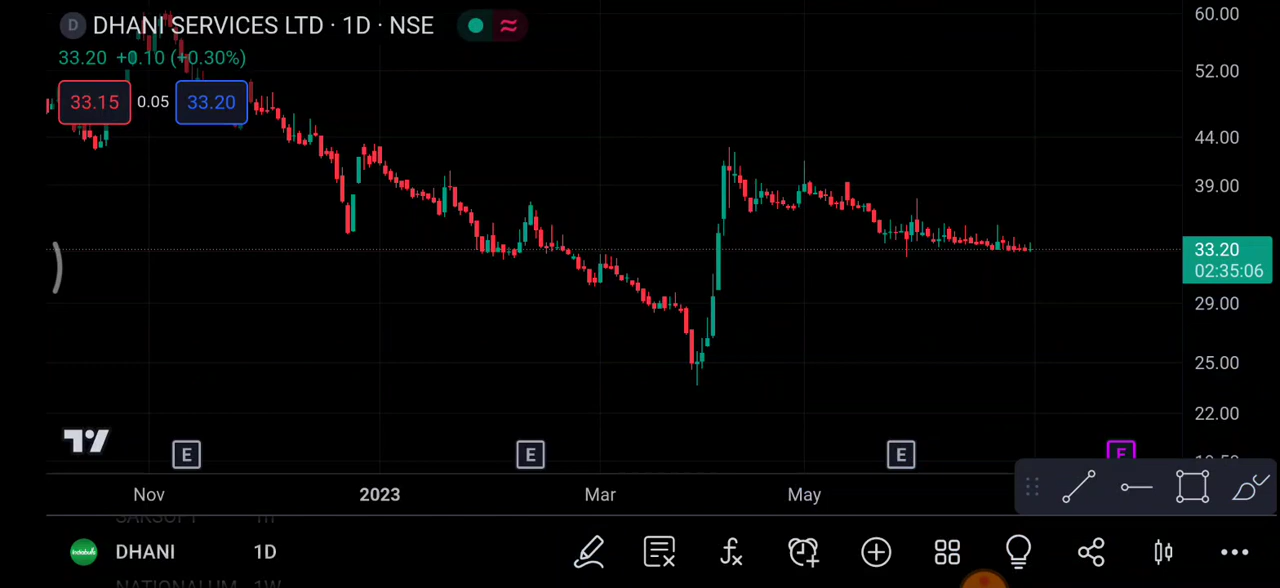 D DHANI SERVICES LTD · 1D · NSE
33.20 +0.10 (+0.30%)
33.15 0.05 33.20
60.00
52.00
44.00
39.00
33.20
02:35:06
29.00
25.00
22.00
E E E E
Nov 2023 Mar May
DHANI 1D
NATIONALUM 1W